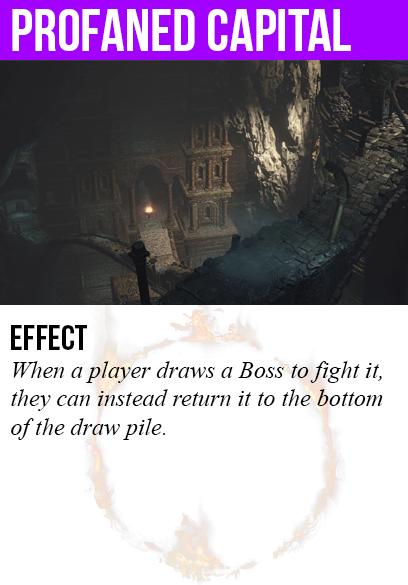 PROFANED CAPITAL
EFFECT
When a player draws a Boss to fight it,
they can instead return it to the bottom
of the draw pile.